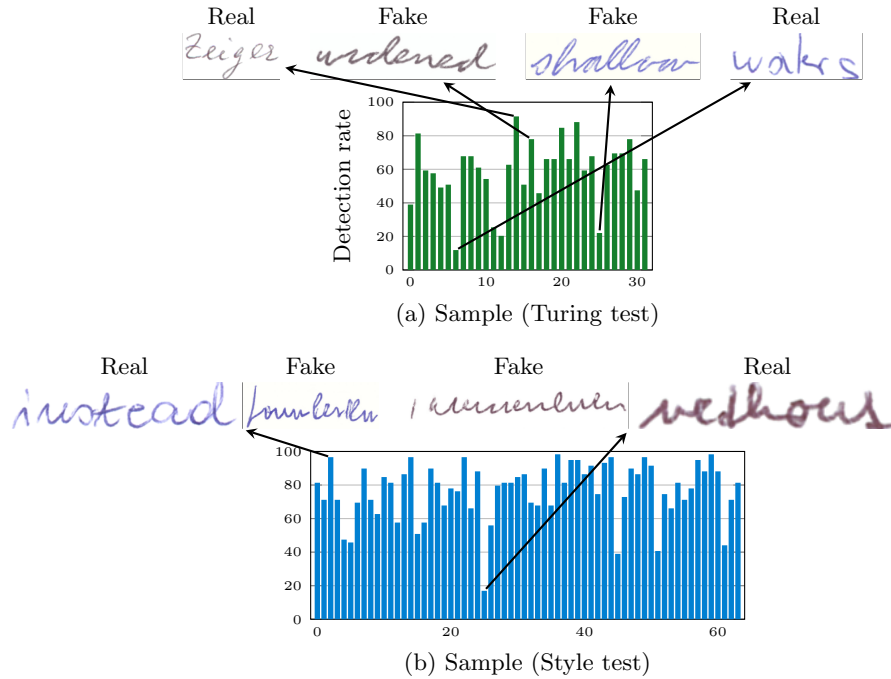 Real Fake Fake Real
Zeiger widened shallow waters
100
80
60
40
20
0
Detection rate
0 10 20 30
(a) Sample (Turing test)
Real Fake Fake Real
instead
100
80
60
40
20
0
0 20 40 60
(b) Sample (Style test)